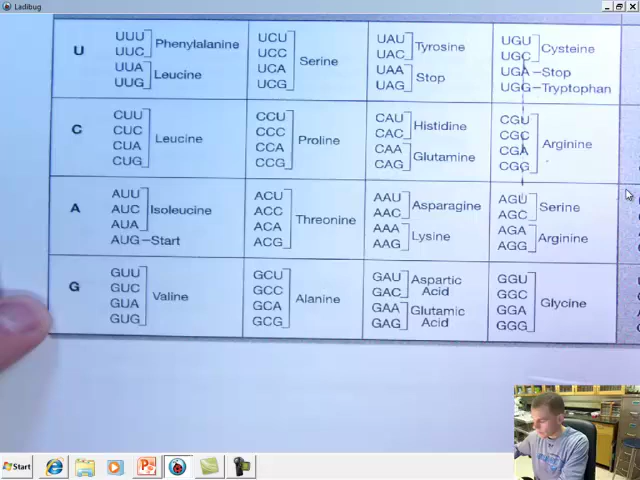 Ladibug
U
UUU
UUC
Phenylalanine
UUA
UUG
Leucine
UCU
UCC
UCA
UCG
Serine
UAU
UAC
Tyrosine
UAA
UAG
Stop
UGU
UGC
Cysteine
UGA–Stop
UGG–Tryptophan
C
CUU
CUC
CUA
CUG
Leucine
CCU
CCC
CCA
CCG
Proline
CAU
CAC
Histidine
CAA
CAG
Glutamine
CGU
CGC
CGA
CGG
Arginine
A
AUU
AUC
AUA
Isoleucine
AUG–Start
ACU
ACC
ACA
ACG
Threonine
AAU
AAC
Asparagine
AAA
AAG
Lysine
AGU
AGC
Serine
AGA
AGG
Arginine
G
GUU
GUC
GUA
GUG
Valine
GCU
GCC
GCA
GCG
Alanine
GAU
GAC
Aspartic
Acid
GAA
GAG
Glutamic
Acid
GGU
GGC
GGA
GGG
Glycine
Start